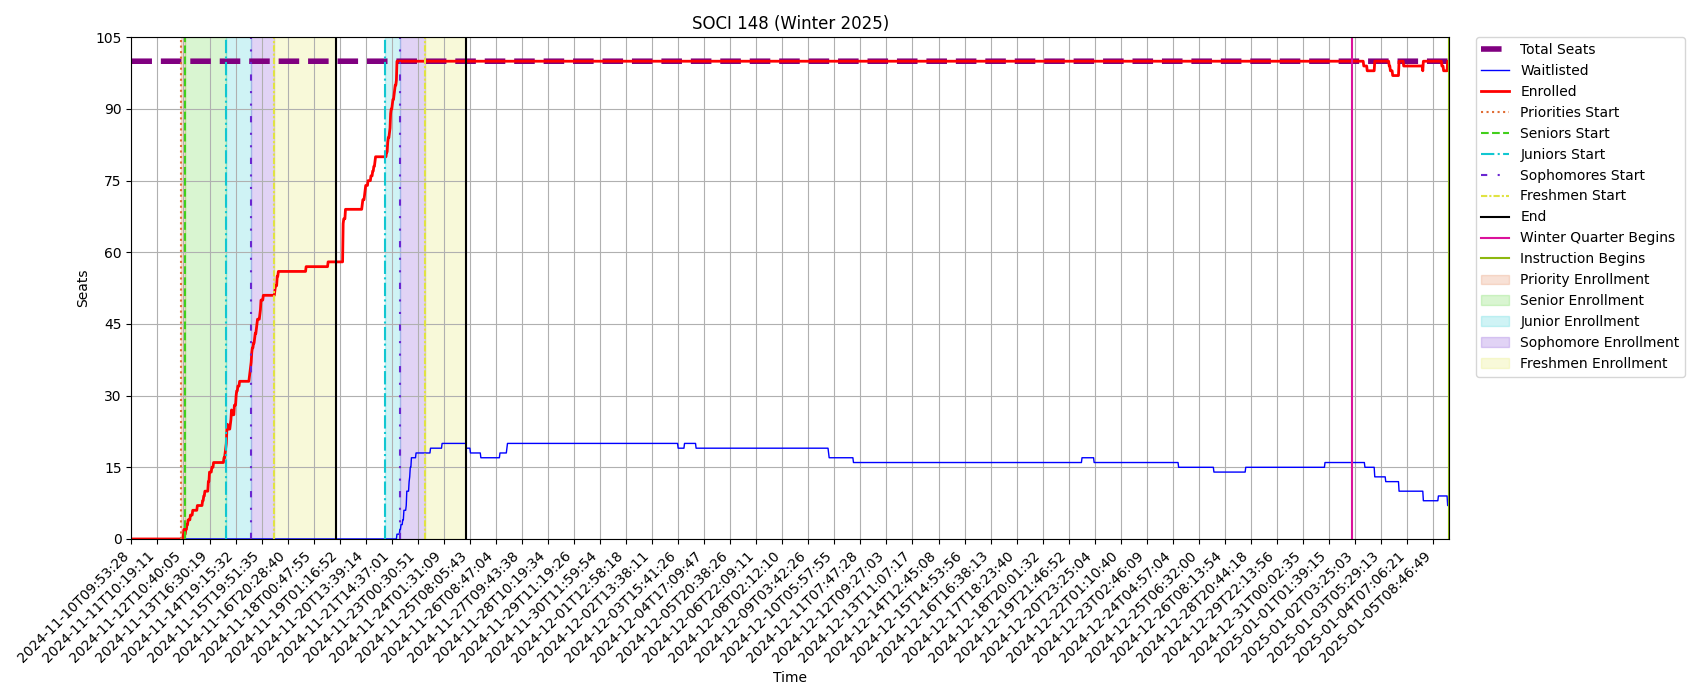 SOCI 148 (Winter 2025)
105
90
75
60
45
30
15
0
Seats
2024-11-10T09:53:28
2024-11-11T10:19:11
2024-11-12T10:40:05
2024-11-13T16:30:19
2024-11-14T19:15:32
2024-11-15T19:51:35
2024-11-16T20:28:40
2024-11-18T00:47:55
2024-11-19T01:16:52
2024-11-20T13:39:14
2024-11-21T14:37:01
2024-11-23T00:30:51
2024-11-24T01:31:09
2024-11-25T08:05:43
2024-11-26T08:47:04
2024-11-27T09:43:38
2024-11-28T10:19:34
2024-11-29T11:19:26
2024-11-30T11:59:54
2024-12-01T12:58:18
2024-12-02T13:38:11
2024-12-03T15:41:26
2024-12-04T17:09:47
2024-12-05T20:38:26
2024-12-06T22:09:11
2024-12-08T02:12:10
2024-12-09T03:42:26
2024-12-10T05:57:55
2024-12-11T07:47:28
2024-12-12T09:27:03
2024-12-13T11:07:17
2024-12-14T12:45:08
2024-12-15T14:53:56
2024-12-16T16:38:13
2024-12-17T18:23:40
2024-12-18T20:01:32
2024-12-19T21:46:52
2024-12-20T23:25:04
2024-12-22T01:10:40
2024-12-23T02:46:09
2024-12-24T04:57:04
2024-12-25T06:32:00
2024-12-26T08:13:54
2024-12-28T20:44:18
2024-12-29T22:13:56
2024-12-31T00:02:35
2025-01-01T01:39:15
2025-01-02T03:25:03
2025-01-03T05:29:13
2025-01-04T07:06:21
2025-01-05T08:46:49
Time
Total Seats
Waitlisted
Enrolled
Priorities Start
Seniors Start
Juniors Start
Sophomores Start
Freshmen Start
End
Winter Quarter Begins
Instruction Begins
Priority Enrollment
Senior Enrollment
Junior Enrollment
Sophomore Enrollment
Freshmen Enrollment